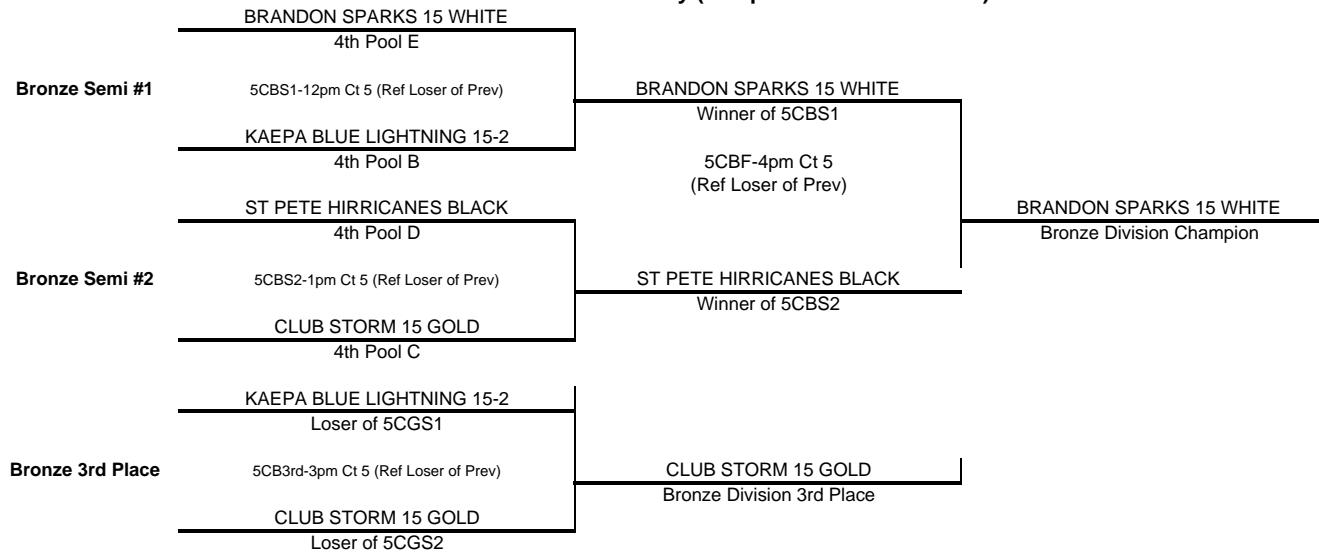 BRANDON SPARKS 15 WHITE
4th Pool E
Bronze Semi #1
5CBS1-12pm Ct 5 (Ref Loser of Prev)
BRANDON SPARKS 15 WHITE
Winner of 5CBS1
KAEPA BLUE LIGHTNING 15-2
4th Pool B
5CBF-4pm Ct 5
(Ref Loser of Prev)
ST PETE HIRRICANES BLACK
4th Pool D
BRANDON SPARKS 15 WHITE
Bronze Division Champion
Bronze Semi #2
5CBS2-1pm Ct 5 (Ref Loser of Prev)
ST PETE HIRRICANES BLACK
Winner of 5CBS2
CLUB STORM 15 GOLD
4th Pool C
KAEPA BLUE LIGHTNING 15-2
Loser of 5CGS1
Bronze 3rd Place
5CB3rd-3pm Ct 5 (Ref Loser of Prev)
CLUB STORM 15 GOLD
Bronze Division 3rd Place
CLUB STORM 15 GOLD
Loser of 5CGS2